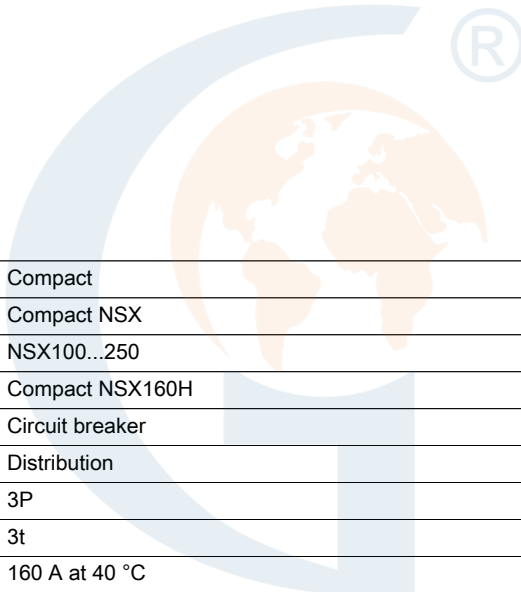 ®
Compact
Compact NSX
NSX100...250
Compact NSX160H
Circuit breaker
Distribution
3P
3t
160 A at 40 °C